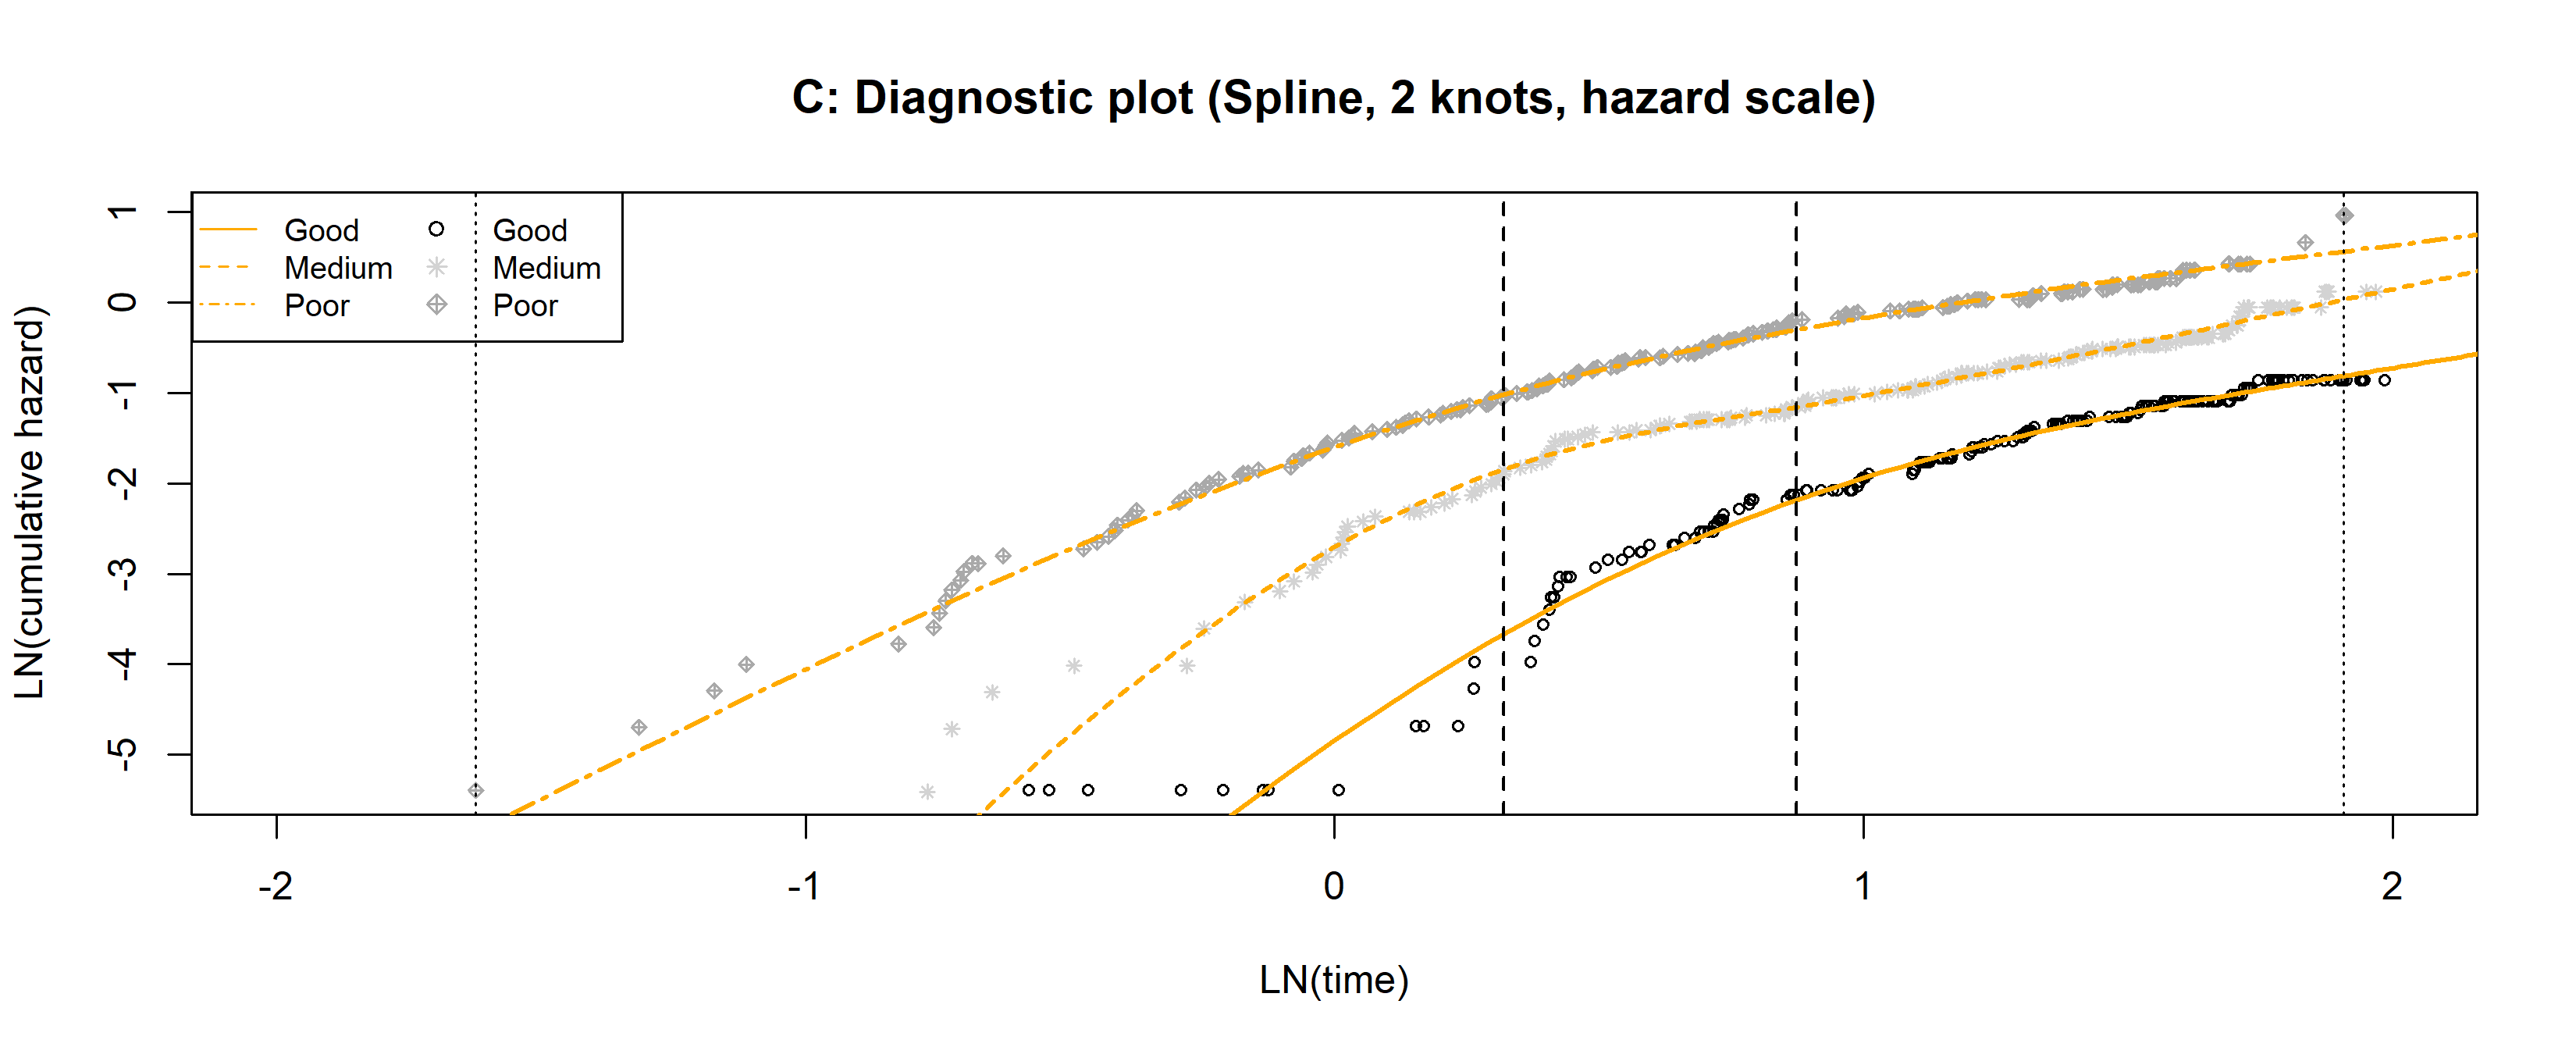 C: Diagnostic plot (Spline, 2 knots, hazard scale)
Good Good
Medium Medium
Poor Poor
LN(cumulative hazard)
1
0
-1
-2
-3
-4
-5
-2 -1 0 1 2
LN(time)